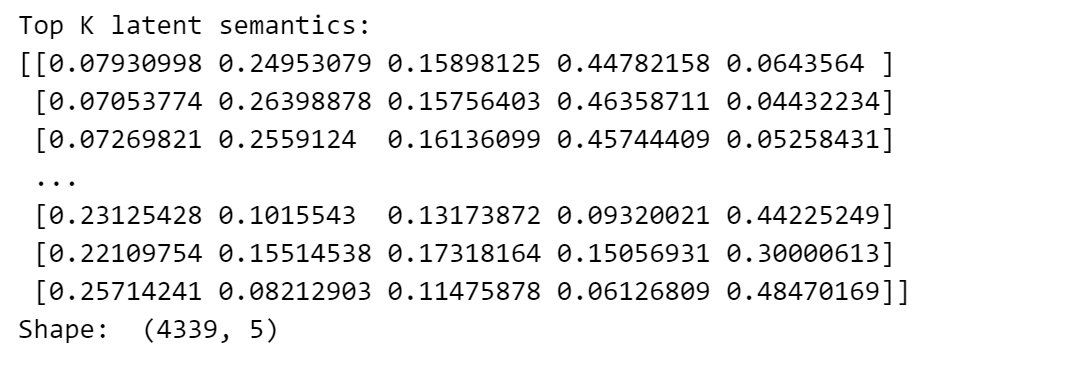 Top K latent semantics:
[[0.07930998 0.24953079 0.15898125 0.44782158 0.0643564 ]
 [0.07053774 0.26398878 0.15756403 0.46358711 0.04432234]
 [0.07269821 0.2559124  0.16136099 0.45744409 0.05258431]
 ...
 [0.23125428 0.1015543  0.13173872 0.09320021 0.44225249]
 [0.22109754 0.15514538 0.17318164 0.15056931 0.30000613]
 [0.25714241 0.08212903 0.11475878 0.06126809 0.48470169]]
Shape:  (4339, 5)